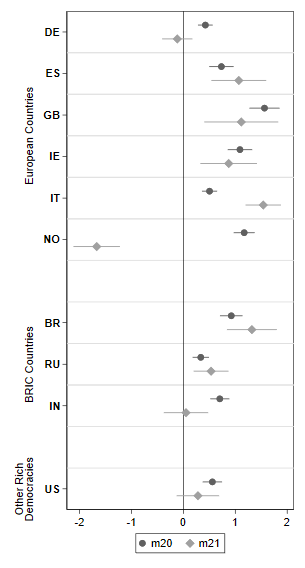 European Countries
DE
ES
GB
IE
IT
NO
BRIC Countries
BR
RU
IN
Other Rich
Democracies
US
-2 -1 0 1 2
m20 m21